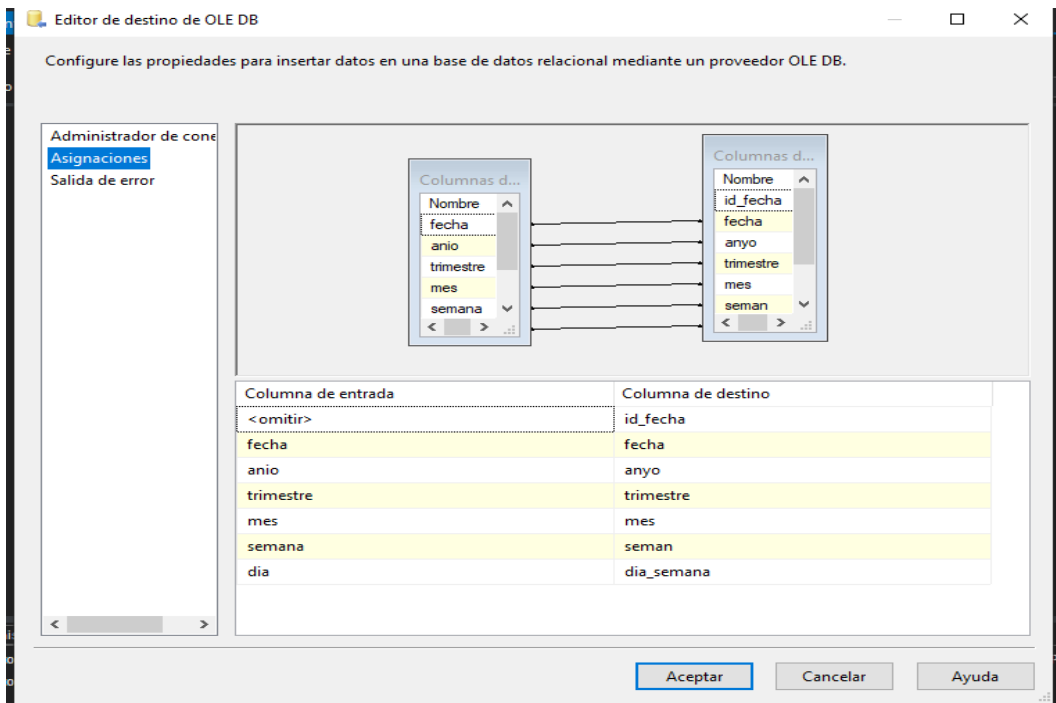 Editor de destino de OLE DB
Configure las propiedades para insertar datos en una base de datos relacional mediante un proveedor OLE DB.
Administrador de cone
Asignaciones
Salida de error
Columnas d...
Nombre
fecha
anio
trimestre
mes
semana
Columnas d...
Nombre
id_fecha
fecha
anyo
trimestre
mes
seman
Columna de entrada Columna de destino
<omitir> id_fecha
fecha fecha
anio anyo
trimestre trimestre
mes mes
semana seman
dia dia_semana
Aceptar Cancelar Ayuda